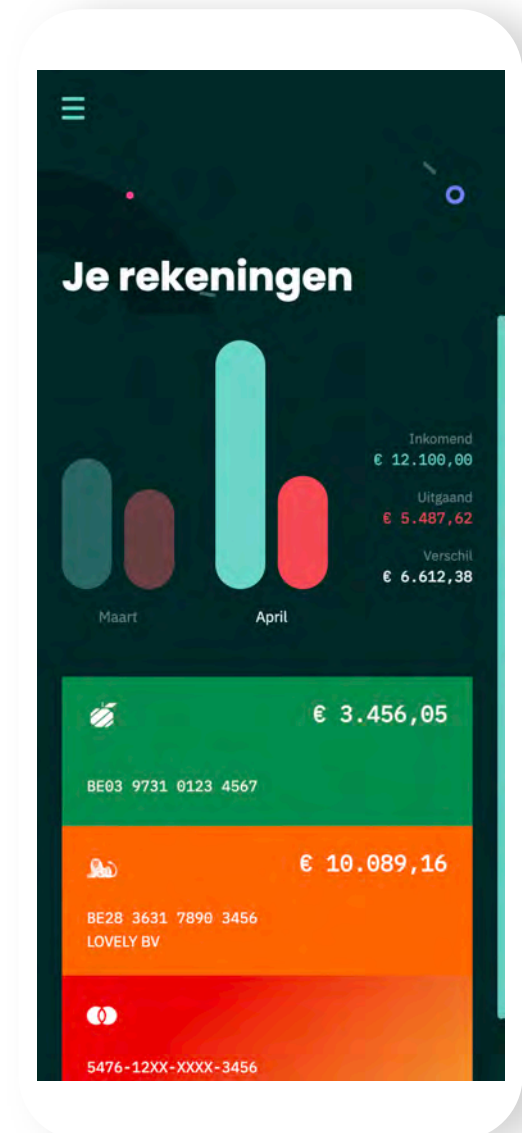 Je rekeningen
Inkomend
€ 12.100,00
Uitgaand
€ 5.487,62
Verschil
€ 6.612,38
Maart
April
€ 3.456,05
BE03 9731 0123 4567
€ 10.089,16
BE28 3631 7890 3456
LOVELY BV
5476-12XX-XXXX-3456